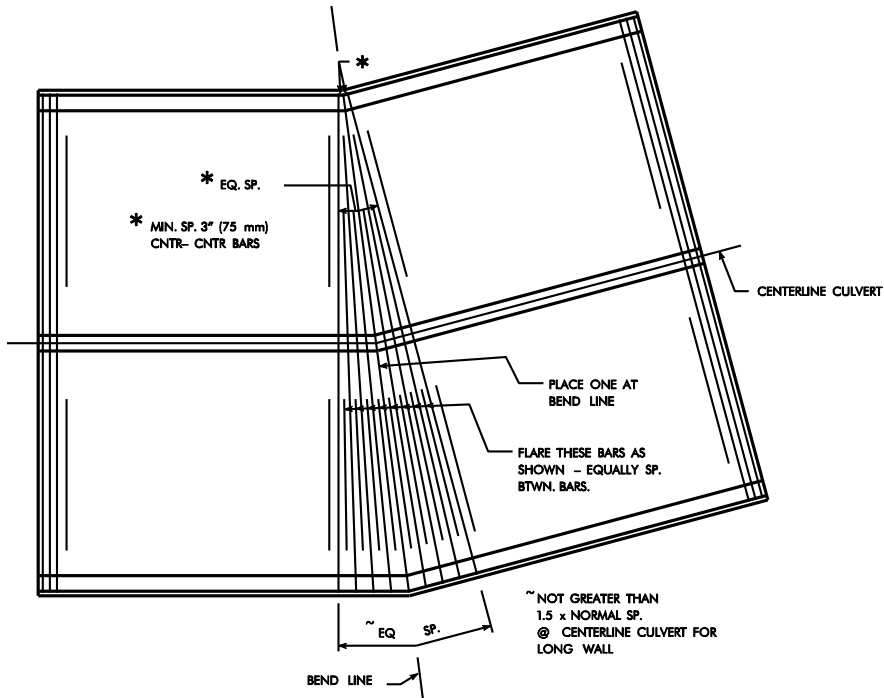 *
* EQ. SP.
* MIN. SP. 3" (75 mm)
CNTR– CNTR BARS
CENTERLINE CULVERT
PLACE ONE AT
BEND LINE
FLARE THESE BARS AS
SHOWN – EQUALLY SP.
BTWN. BARS.
~ NOT GREATER THAN
1.5 x NORMAL SP.
@ CENTERLINE CULVERT FOR
LONG WALL
~ EQ SP.
BEND LINE